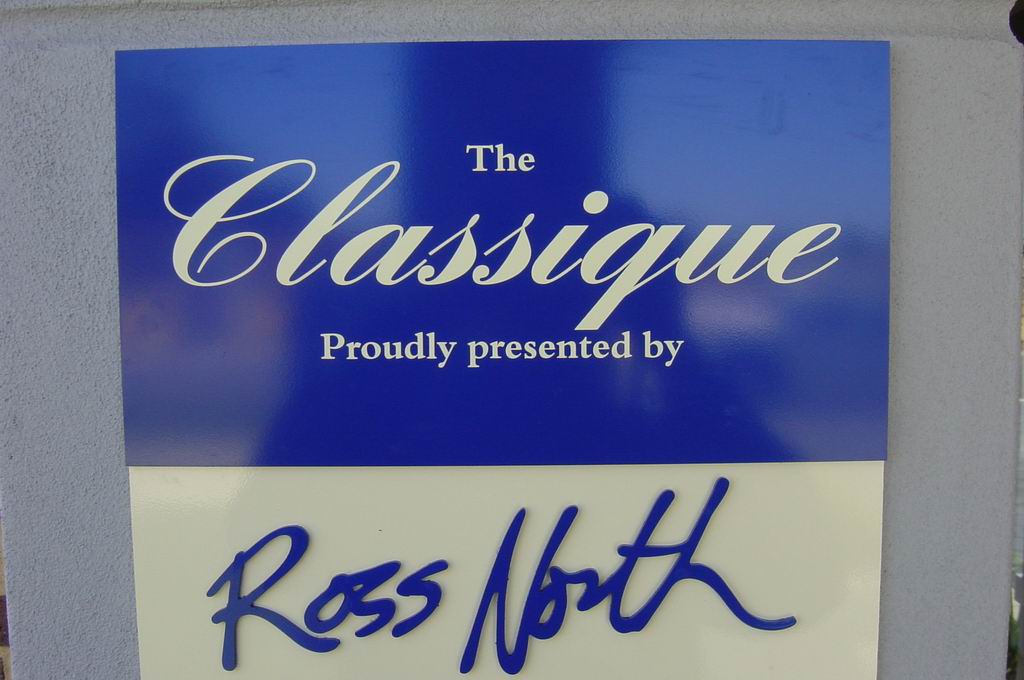 The
Classique
Proudly presented by
Ross North